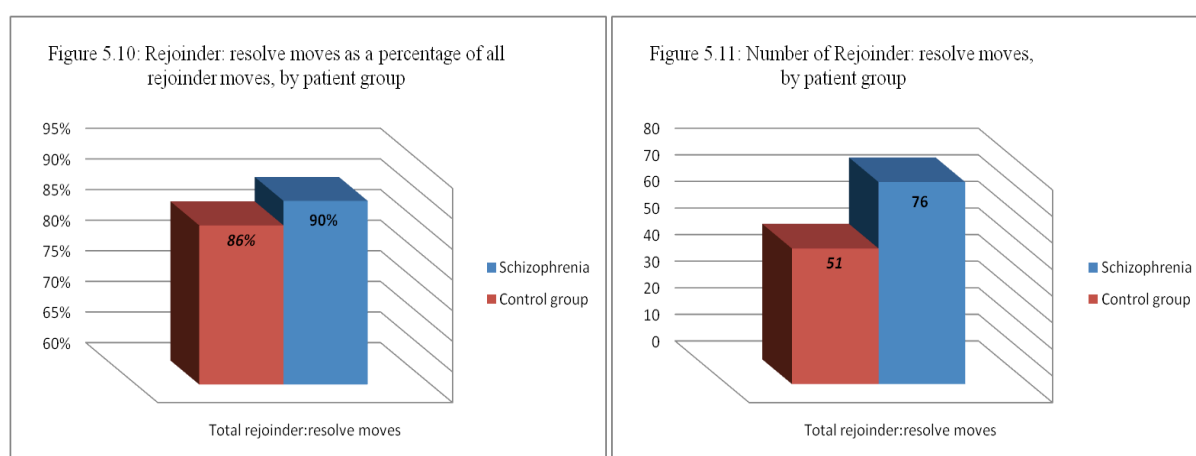 Figure 5.10: Rejoinder: resolve moves as a percentage of all
rejoinder moves, by patient group
95%
90%
85%
80%
75%
70%
65%
60%
86%
90%
Schizophrenia
Control group
Total rejoinder:resolve moves
Figure 5.11: Number of Rejoinder: resolve moves,
by patient group
80
70
60
50
40
30
20
10
0
51
76
Schizophrenia
Control group
Total rejoinder:resolve moves